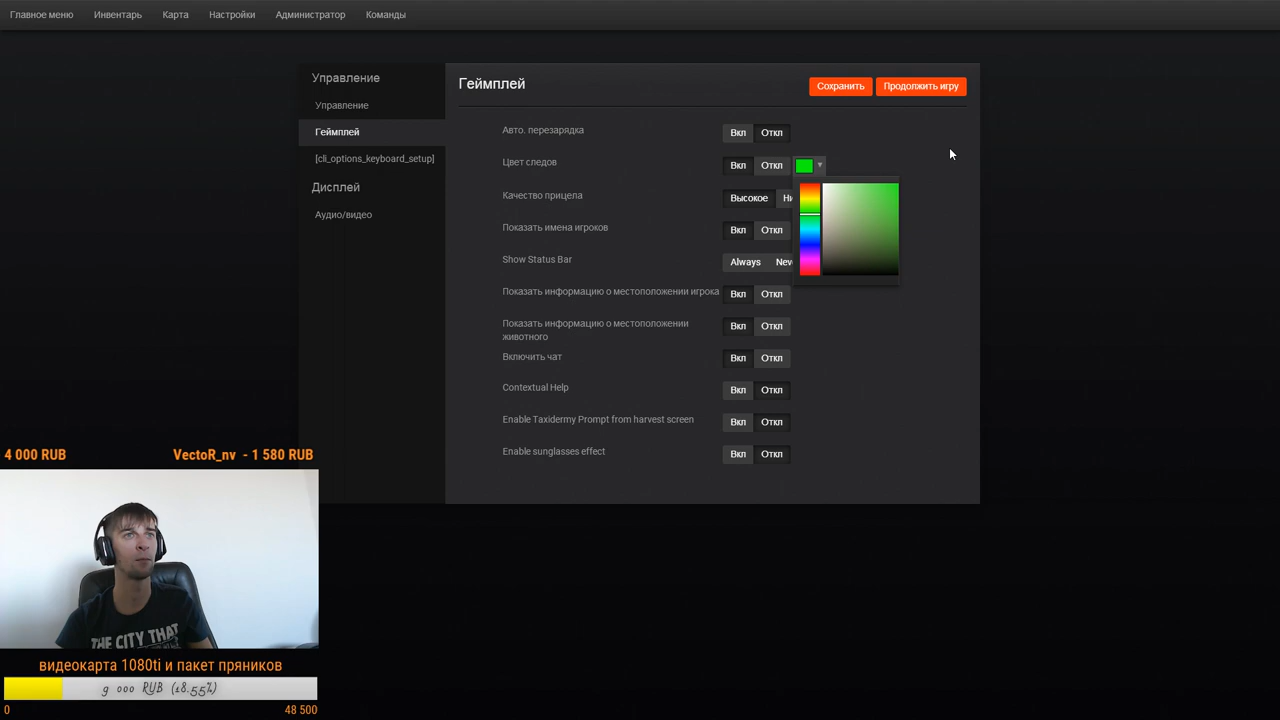 Главное меню Инвентарь Карта Настройки Администратор Команды
Управление
Управление
Геймплей
[cli_options_keyboard_setup]
Дисплей
Аудио/видео
Геймплей
Сохранить Продолжить игру
Авто. перезарядка Вкл Откл
Цвет следов Вкл Откл
Качество прицела Высокое Ни
Показать имена игроков Вкл Откл
Show Status Bar Always Nev
Показать информацию о местоположении игрока Вкл Откл
Показать информацию о местоположении
животного Вкл Откл
Включить чат Вкл Откл
Contextual Help Вкл Откл
Enable Taxidermy Prompt from harvest screen Вкл Откл
Enable sunglasses effect Вкл Откл
4 000 RUB VectoR_nv - 1 580 RUB
THE CITY THAT
видеокарта 1080ti и пакет пряников
9 000 RUB (18.55%)
0 48 500